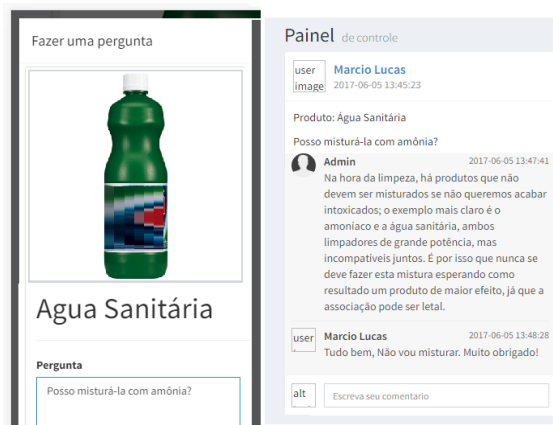 Fazer uma pergunta
Agua Sanitária
Pergunta
Posso misturá-la com amônia?
Painel de controle
user
image
Marcio Lucas
2017-06-05 13:45:23
Produto: Água Sanitária
Posso misturá-la com amônia?
Admin 2017-06-05 13:47:41
Na hora da limpeza, há produtos que não
devem ser misturados se não queremos acabar
intoxicados; o exemplo mais claro é o
amoníaco e a água sanitária, ambos
limpadores de grande potência, mas
incompatíveis juntos. É por isso que nunca se
deve fazer esta mistura esperando como
resultado um produto de maior efeito, já que a
associação pode ser letal.
user
Marcio Lucas 2017-06-05 13:48:28
Tudo bem, Não vou misturar. Muito obrigado!
alt
Escreva seu comentario